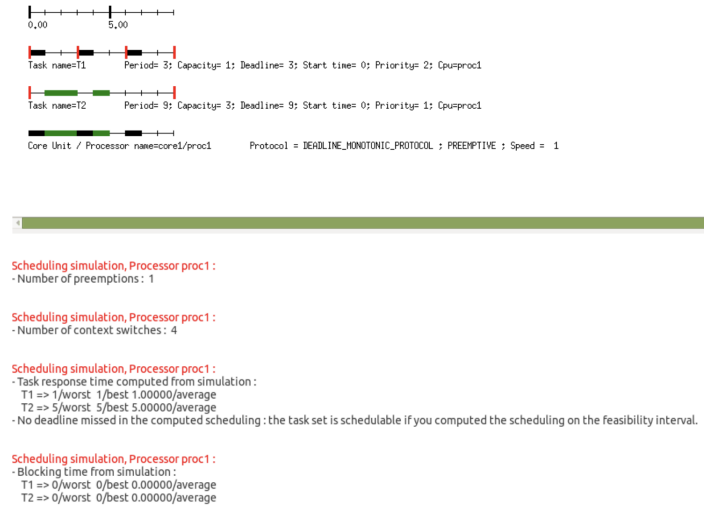 0.00 5.00
Task name=T1 Period= 3; Capacity= 1; Deadline= 3; Start time= 0; Priority= 2; Cpu=proc1
Task name=T2 Period= 9; Capacity= 3; Deadline= 9; Start time= 0; Priority= 1; Cpu=proc1
Core Unit / Processor name=core1/proc1 Protocol = DEADLINE_MONOTONIC_PROTOCOL ; PREEMPTIVE ; Speed = 1
Scheduling simulation, Processor proc1 :
- Number of preemptions : 1
Scheduling simulation, Processor proc1 :
- Number of context switches : 4
Scheduling simulation, Processor proc1 :
- Task response time computed from simulation :
T1 => 1/worst 1/best 1.00000/average
T2 => 5/worst 5/best 5.00000/average
- No deadline missed in the computed scheduling : the task set is schedulable if you computed the scheduling on the feasibility interval.
Scheduling simulation, Processor proc1 :
- Blocking time from simulation :
T1 => 0/worst 0/best 0.00000/average
T2 => 0/worst 0/best 0.00000/average